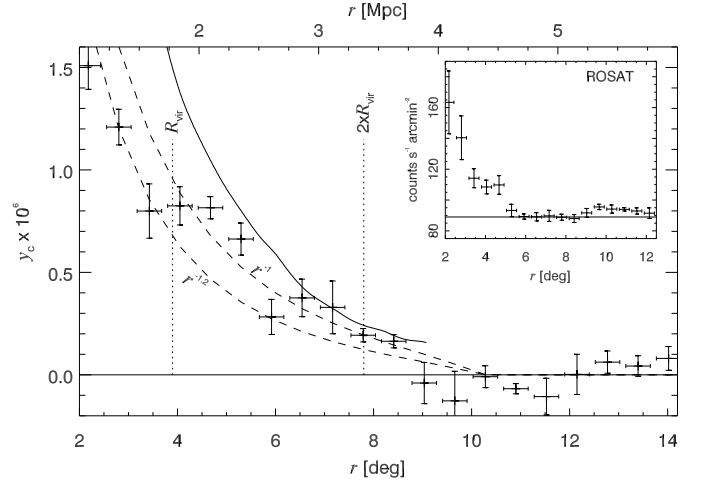 r [Mpc]
2 3 4 5
1.5
1.0
0.5
0.0
y_c x 10^6
R_vir
2xR_vir
r^-1
r^-1.2
ROSAT
160
120
80
counts s^-1 arcmin^-2
2 4 6 8 10 12
r [deg]
2 4 6 8 10 12 14
r [deg]